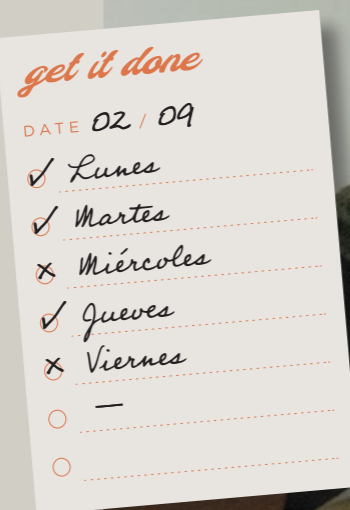 get it done
DATE 02 / 09
✓ Lunes
✓ Martes
x Miércoles
✓ Jueves
x Viernes
—